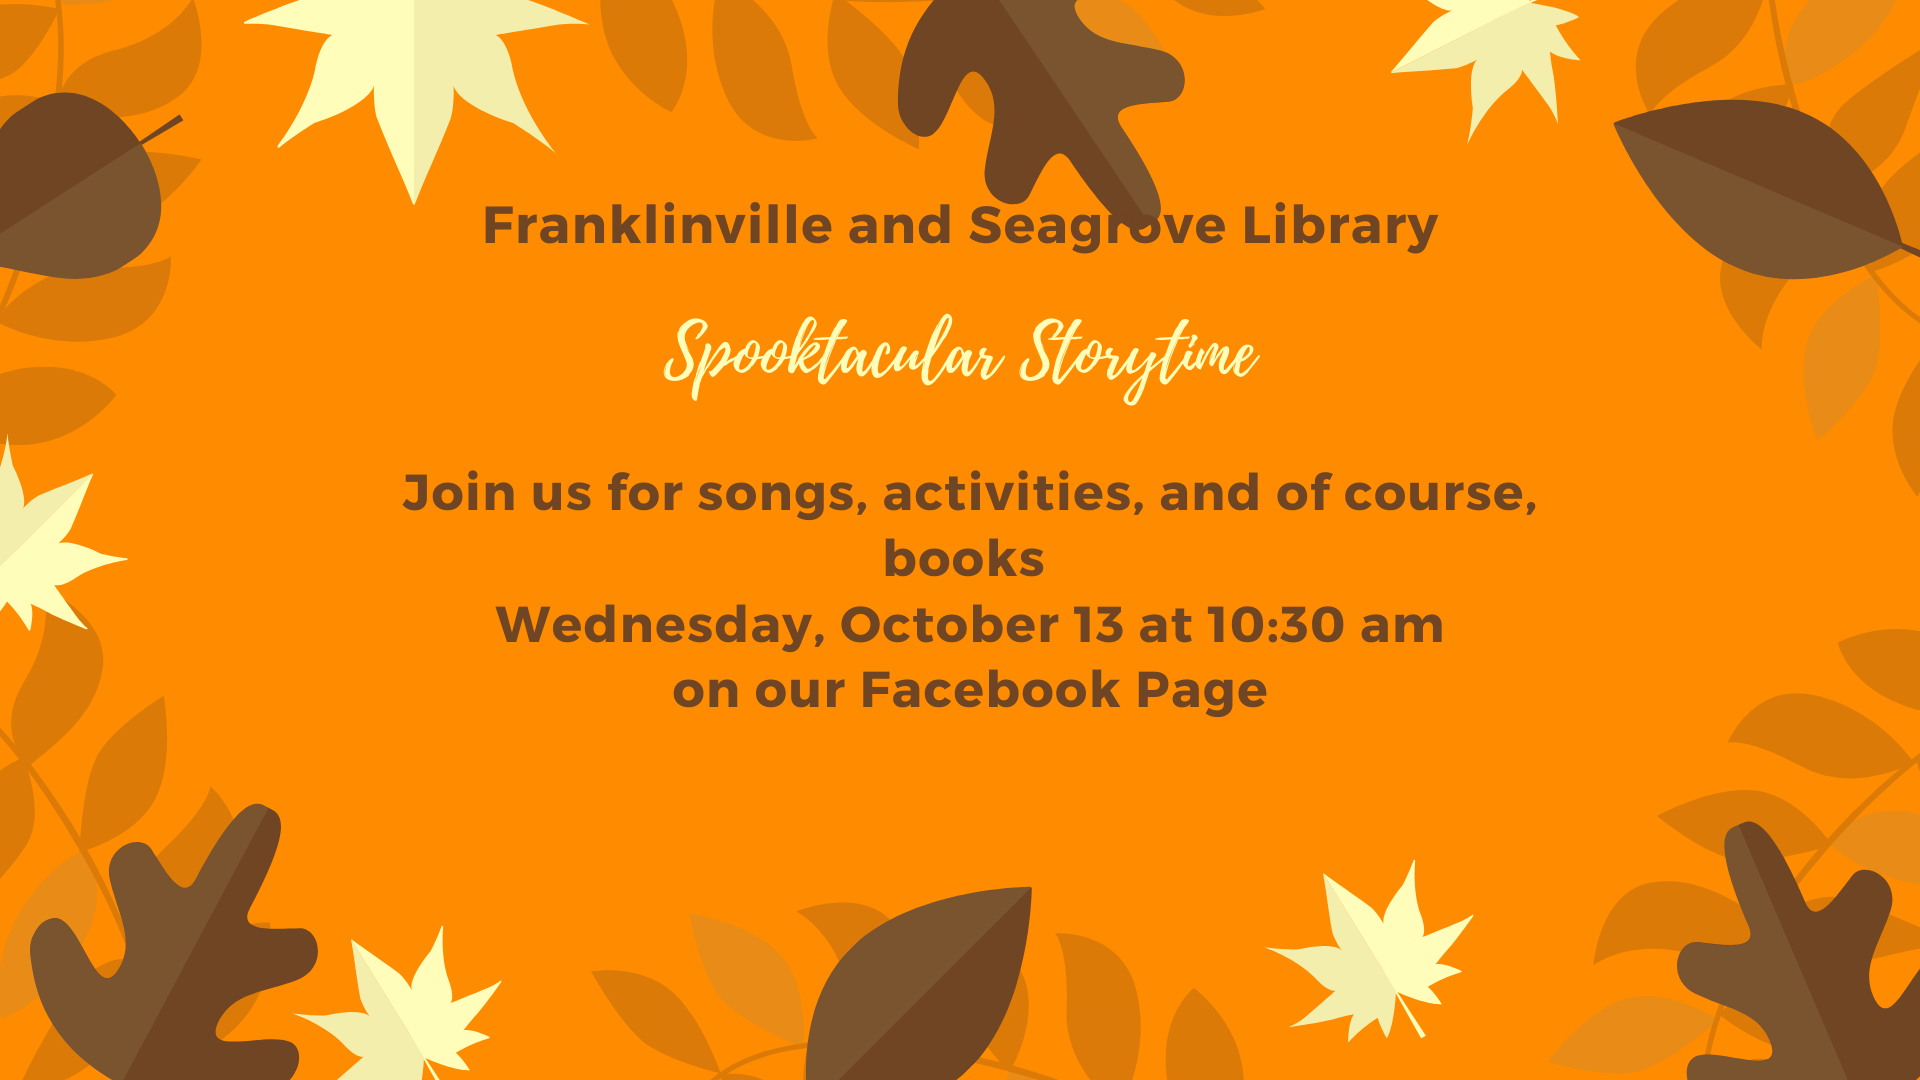 Franklinville and Seagrove Library
Spooktacular Storytime
Join us for songs, activities, and of course,
books
Wednesday, October 13 at 10:30 am
on our Facebook Page